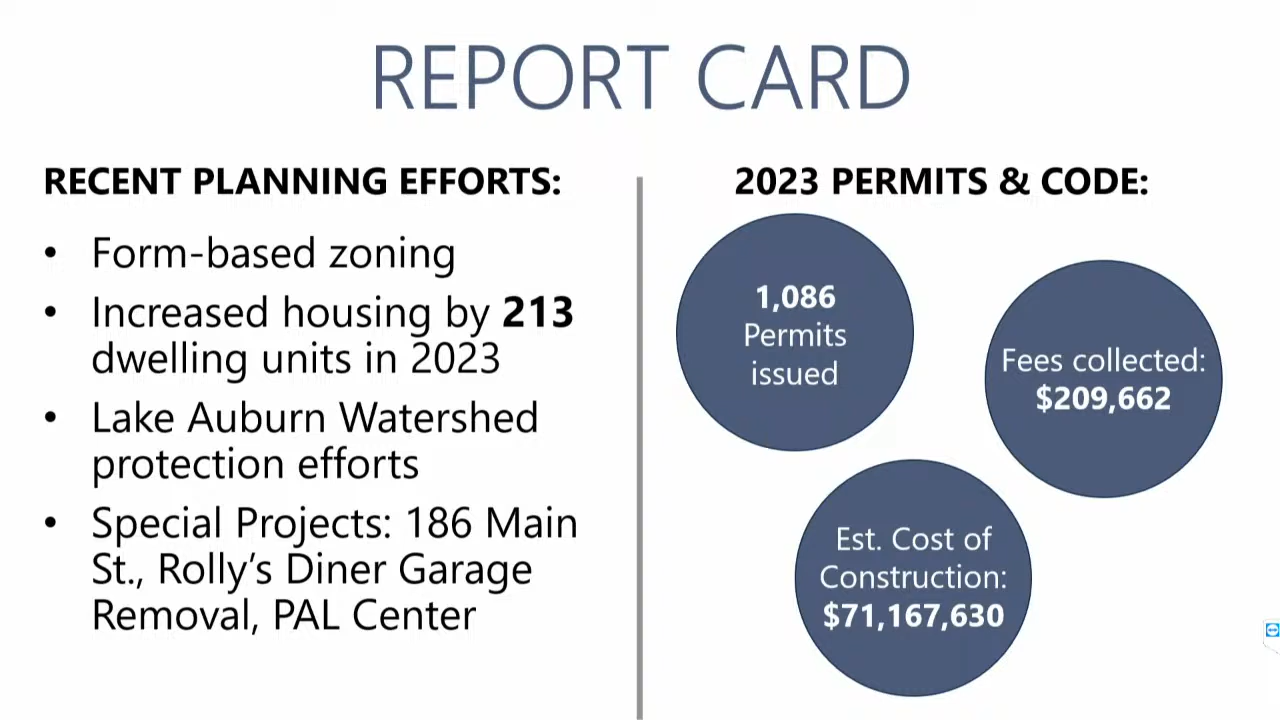 REPORT CARD
RECENT PLANNING EFFORTS:
• Form-based zoning
• Increased housing by 213
dwelling units in 2023
• Lake Auburn Watershed
protection efforts
• Special Projects: 186 Main
St., Rolly’s Diner Garage
Removal, PAL Center
2023 PERMITS & CODE:
1,086
Permits
issued
Fees collected:
$209,662
Est. Cost of
Construction:
$71,167,630